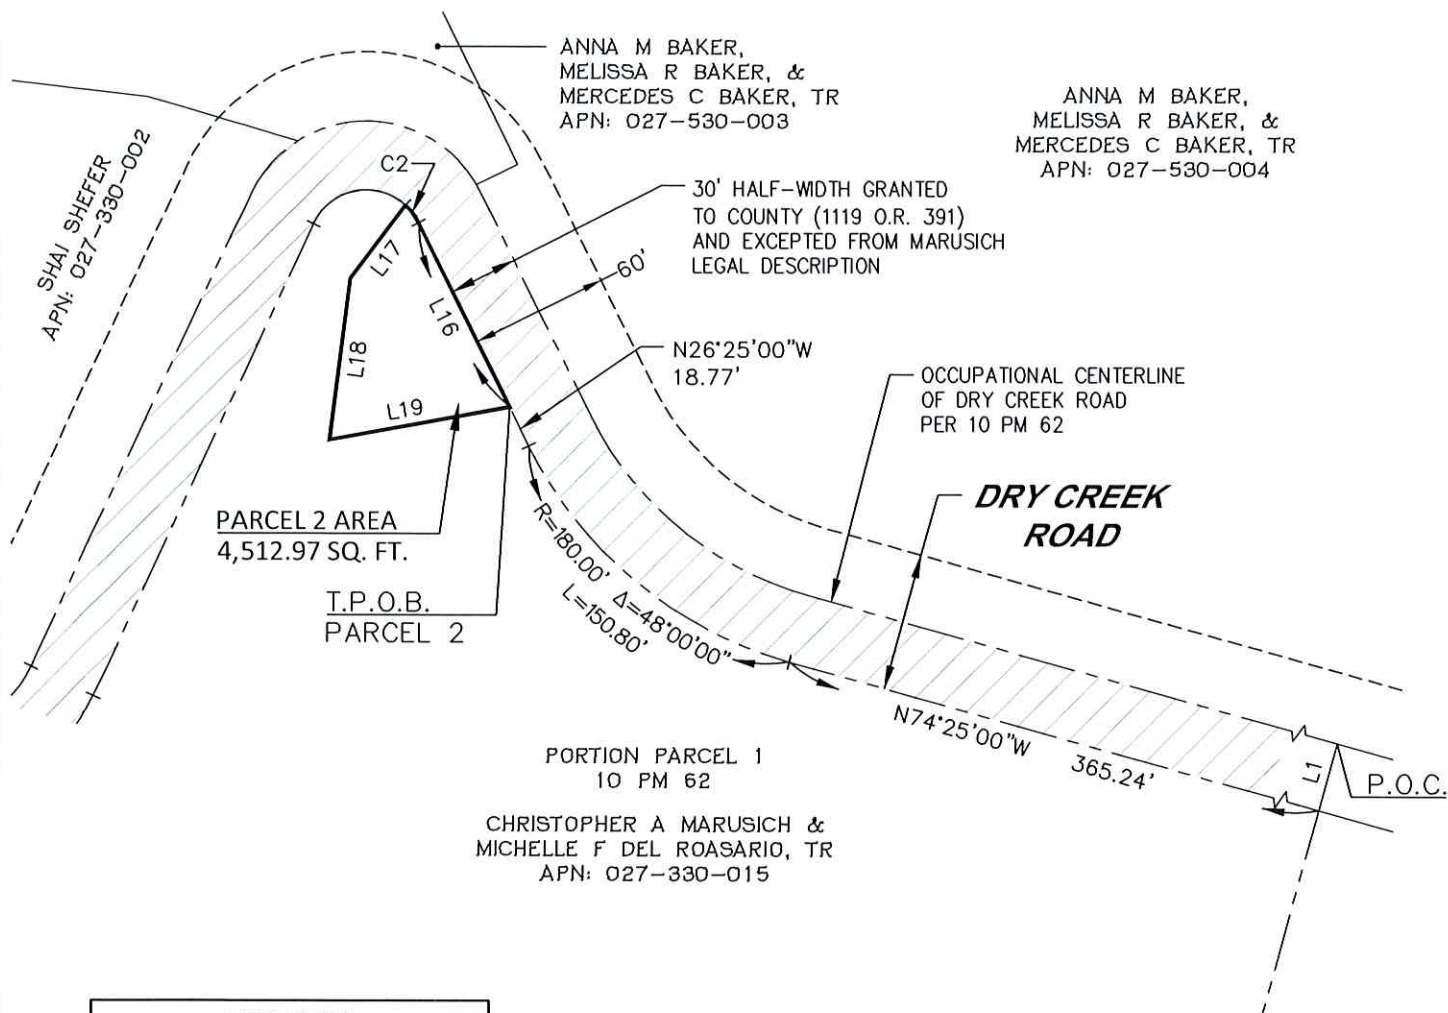 ANNA M BAKER,
MELISSA R BAKER, &
MERCEDES C BAKER, TR
APN: 027-530-003
ANNA M BAKER,
MELISSA R BAKER, &
MERCEDES C BAKER, TR
APN: 027-530-004
SHAI SHEFER
APN: 027-330-002
C2
30' HALF-WIDTH GRANTED
TO COUNTY (1119 O.R. 391)
AND EXCEPTED FROM MARUSICH
LEGAL DESCRIPTION
60'
L17
L16
L18
L19
N26°25'00"W
18.77'
OCCUPATIONAL CENTERLINE
OF DRY CREEK ROAD
PER 10 PM 62
DRY CREEK
ROAD
PARCEL 2 AREA
4,512.97 SQ. FT.
T.P.O.B.
PARCEL 2
R=180.00' Δ=48°00'00"
L=150.80'
N74°25'00"W 365.24'
L1
P.O.C.
PORTION PARCEL 1
10 PM 62
CHRISTOPHER A MARUSICH &
MICHELLE F DEL ROASARIO, TR
APN: 027-330-015